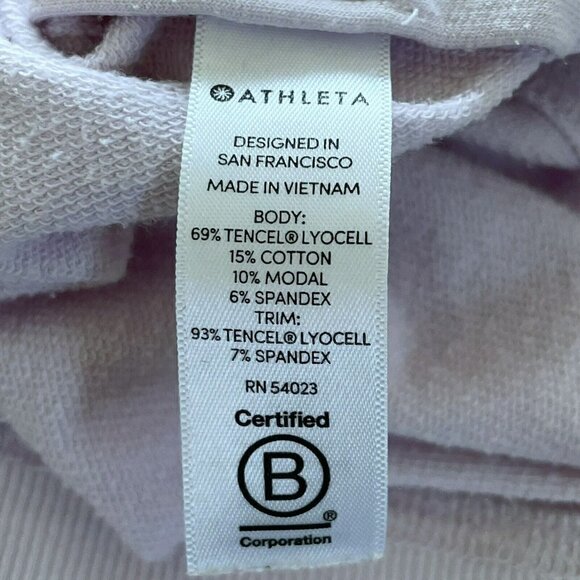 ATHLETA
DESIGNED IN
SAN FRANCISCO
MADE IN VIETNAM
BODY:
69% TENCEL® LYOCELL
15% COTTON
10% MODAL
6% SPANDEX
TRIM:
93% TENCEL® LYOCELL
7% SPANDEX
RN 54023
Certified
B
®
Corporation